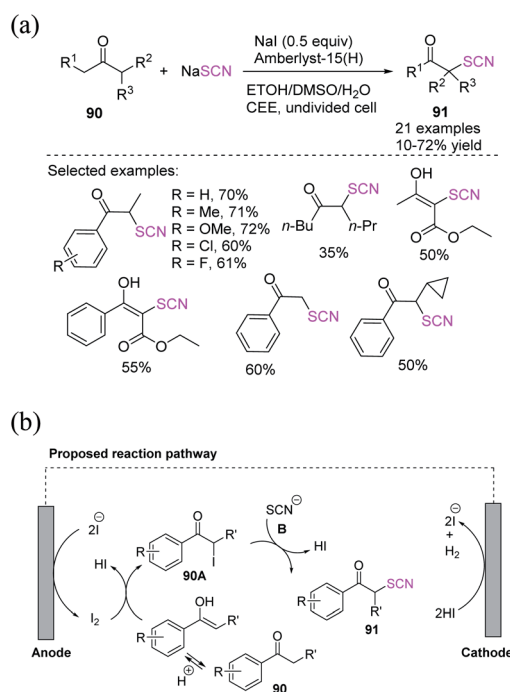 (a)
O
R1
R2
R3
90
+
NaSCN
NaI (0.5 equiv)
Amberlyst-15(H)
ETOH/DMSO/H2O
CEE, undivided cell
O
R1
SCN
R2
R3
91
21 examples
10-72% yield
Selected examples:
O
SCN
R
R = H, 70%
R = Me, 71%
R = OMe, 72%
R = Cl, 60%
R = F, 61%
O
SCN
n-Bu
n-Pr
35%
OH
Me
SCN
O
O
50%
OH
SCN
O
O
55%
O
SCN
60%
O
SCN
50%
(b)
Proposed reaction pathway
2I⊖
I2
HI
Anode
O
R'
I
R
90A
OH
R'
R
H⊕
O
R'
R
90
SCN⊖
B
HI
O
SCN
R'
R
91
2I⊖
+
H2
2HI
Cathode